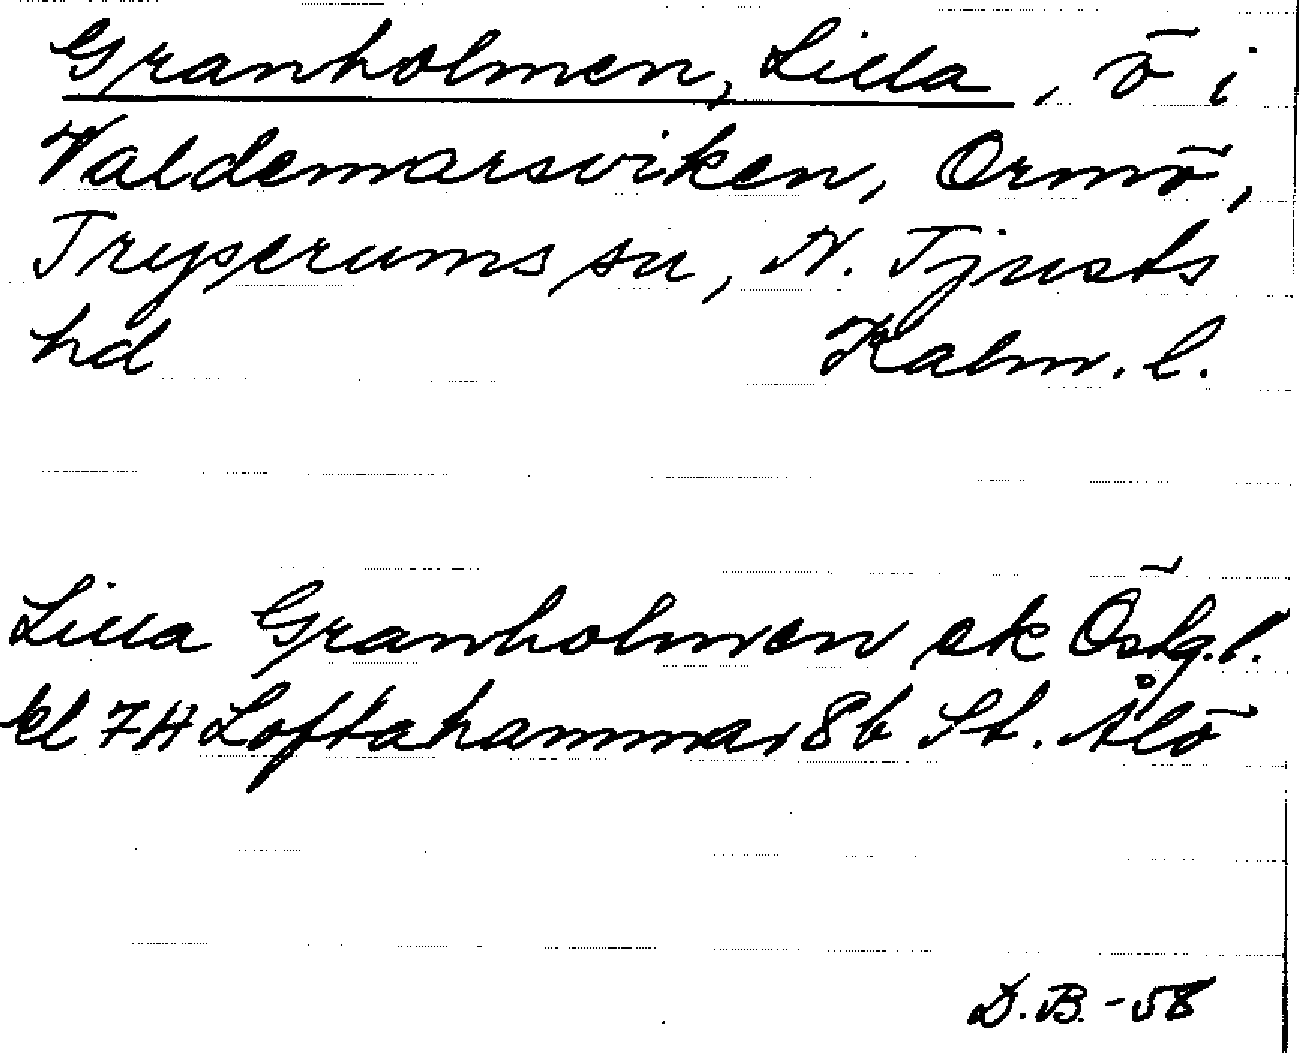 Granholmen, Lilla, ö i
Valdemarsviken, Ormö,
Tryserums sn, N. Tjusts
hd Kalm. l.
Lilla Granholmen ek Östg. l.
bl 7H Loftahammar 8b St. Ålö
D.B. -58